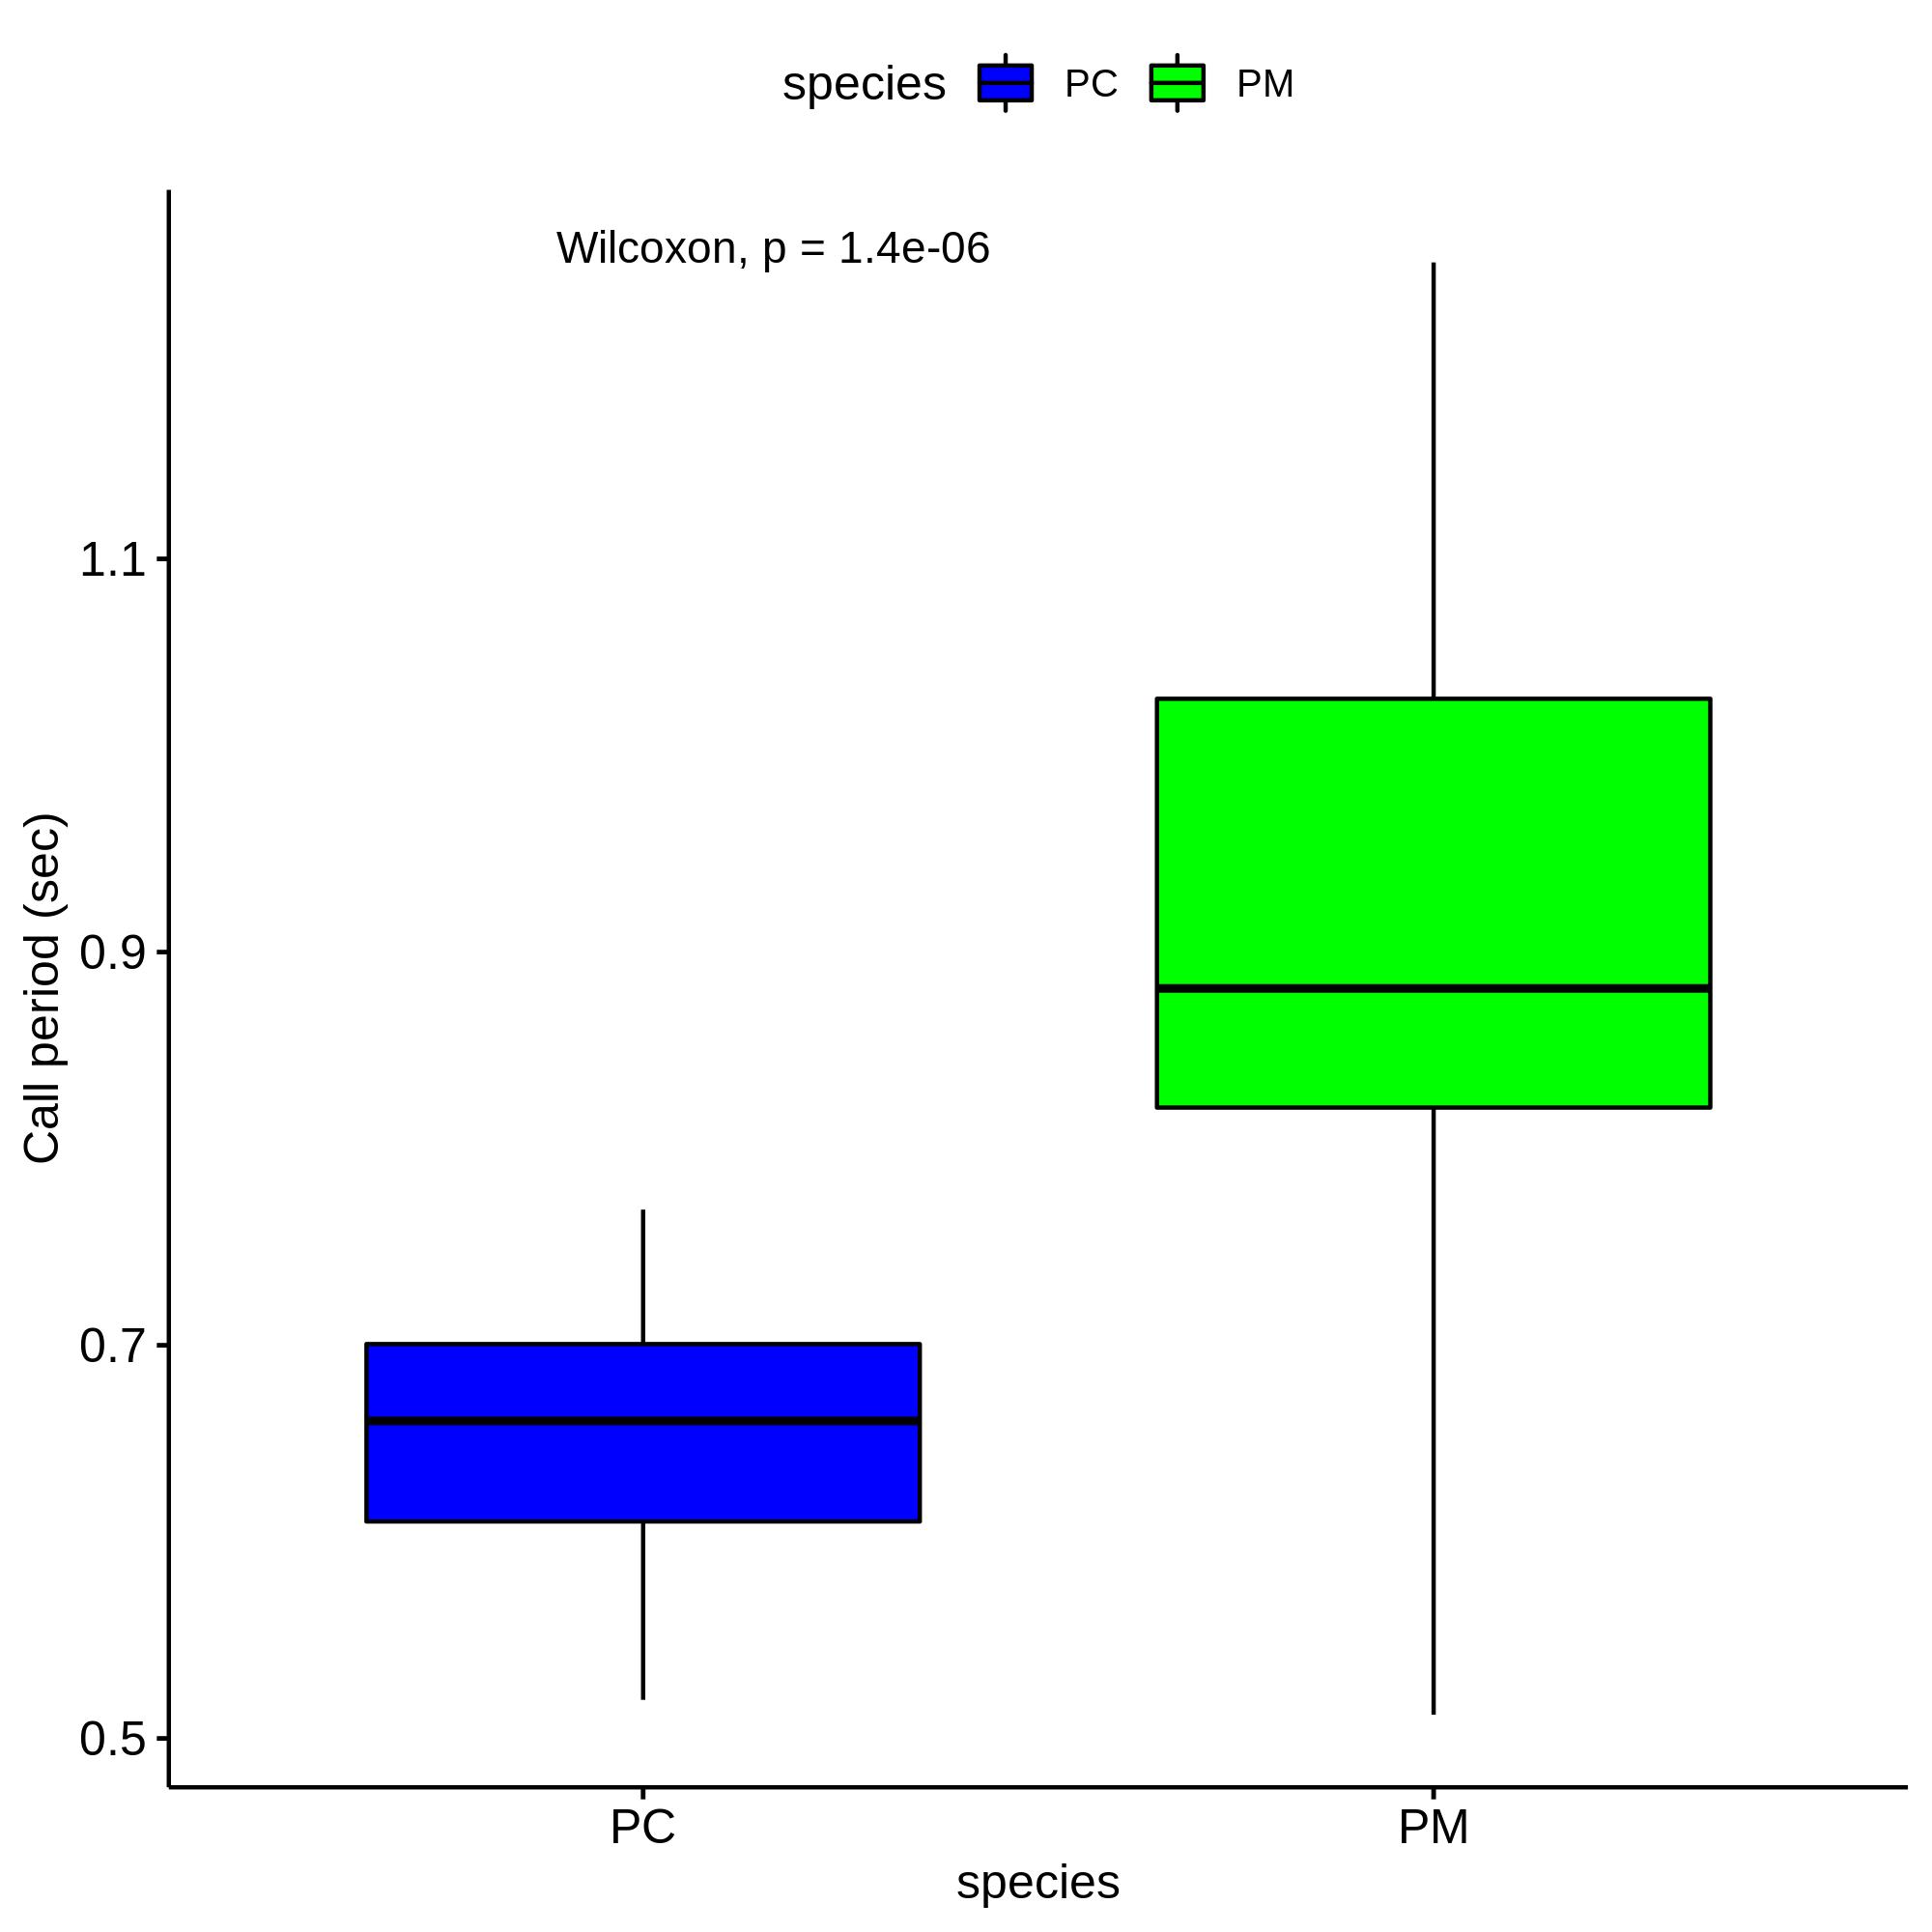 species PC PM
Wilcoxon, p = 1.4e-06
Call period (sec)
1.1
0.9
0.7
0.5
PC PM
species